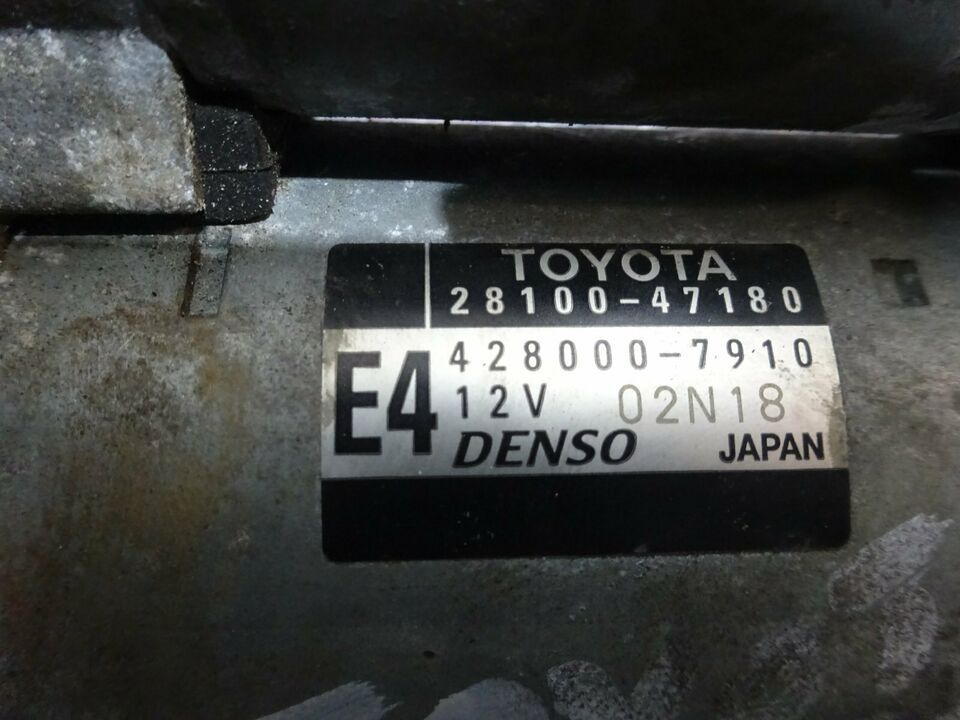 TOYOTA
28100-47180
E4
428000-7910
12V 02N18
DENSO JAPAN